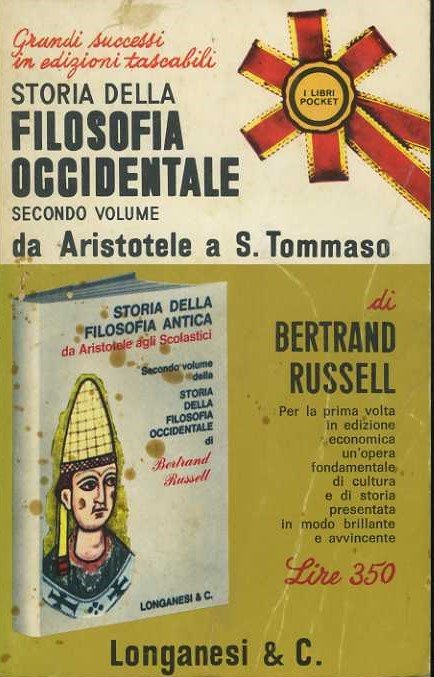 Grandi successi
in edizioni tascabili
STORIA DELLA
FILOSOFIA
OCCIDENTALE
SECONDO VOLUME
da Aristotele a S. Tommaso
I LIBRI
POCKET
di
BERTRAND
RUSSELL
Per la prima volta
in edizione
economica
un'opera
fondamentale
di cultura
e di storia
presentata
in modo brillante
e avvincente
Lire 350
STORIA DELLA
FILOSOFIA ANTICA
da Aristotele agli Scolastici
Secondo volume
della
STORIA
DELLA
FILOSOFIA
OCCIDENTALE
di
Bertrand
Russell
LONGANESI & C.
Longanesi & C.